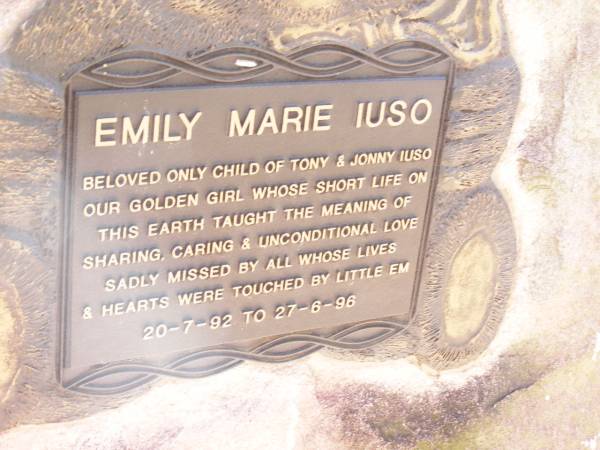 EMILY MARIE IUSO
BELOVED ONLY CHILD OF TONY & JONNY IUSO
OUR GOLDEN GIRL WHOSE SHORT LIFE ON
THIS EARTH TAUGHT THE MEANING OF
SHARING, CARING & UNCONDITIONAL LOVE
SADLY MISSED BY ALL WHOSE LIVES
& HEARTS WERE TOUCHED BY LITTLE EM
20-7-92 TO 27-6-96